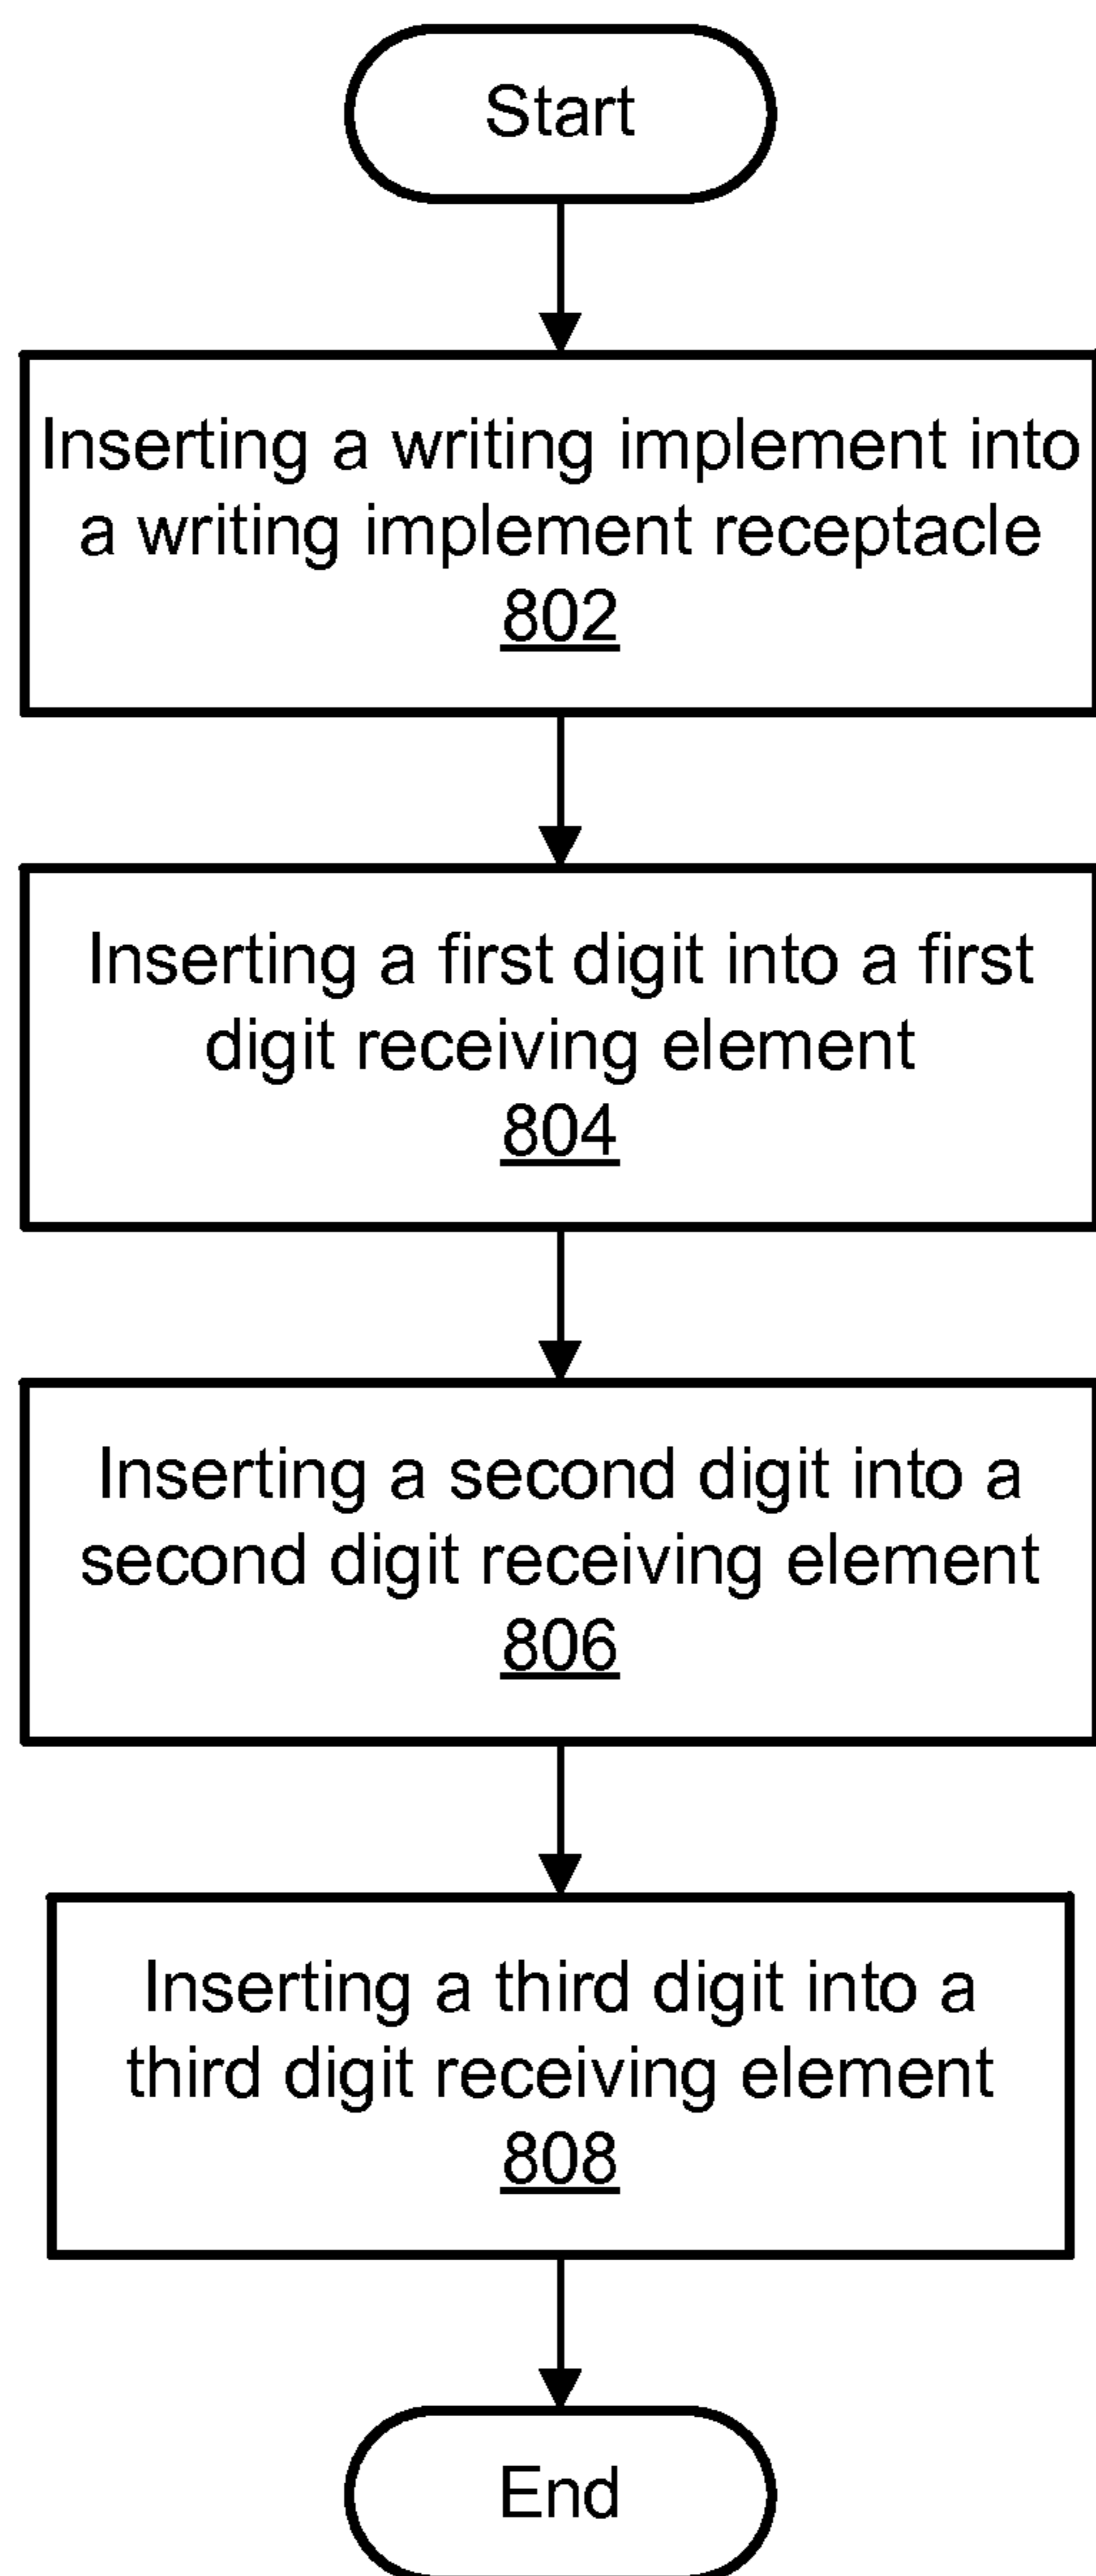 Start
Inserting a writing implement into
a writing implement receptacle
802
Inserting a first digit into a first
digit receiving element
804
Inserting a second digit into a
second digit receiving element
806
Inserting a third digit into a
third digit receiving element
808
End